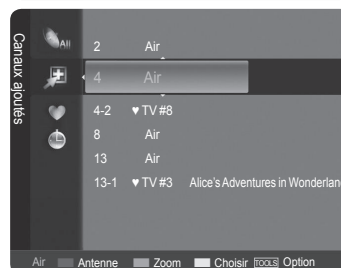 Canaux ajoutés
All
2 Air
4 Air
4-2 ♥ TV #8
8 Air
13 Air
13-1 ♥ TV #3 Alice's Adventures in Wonderlan
Air Antenne Zoom Choisir TOOLS Option